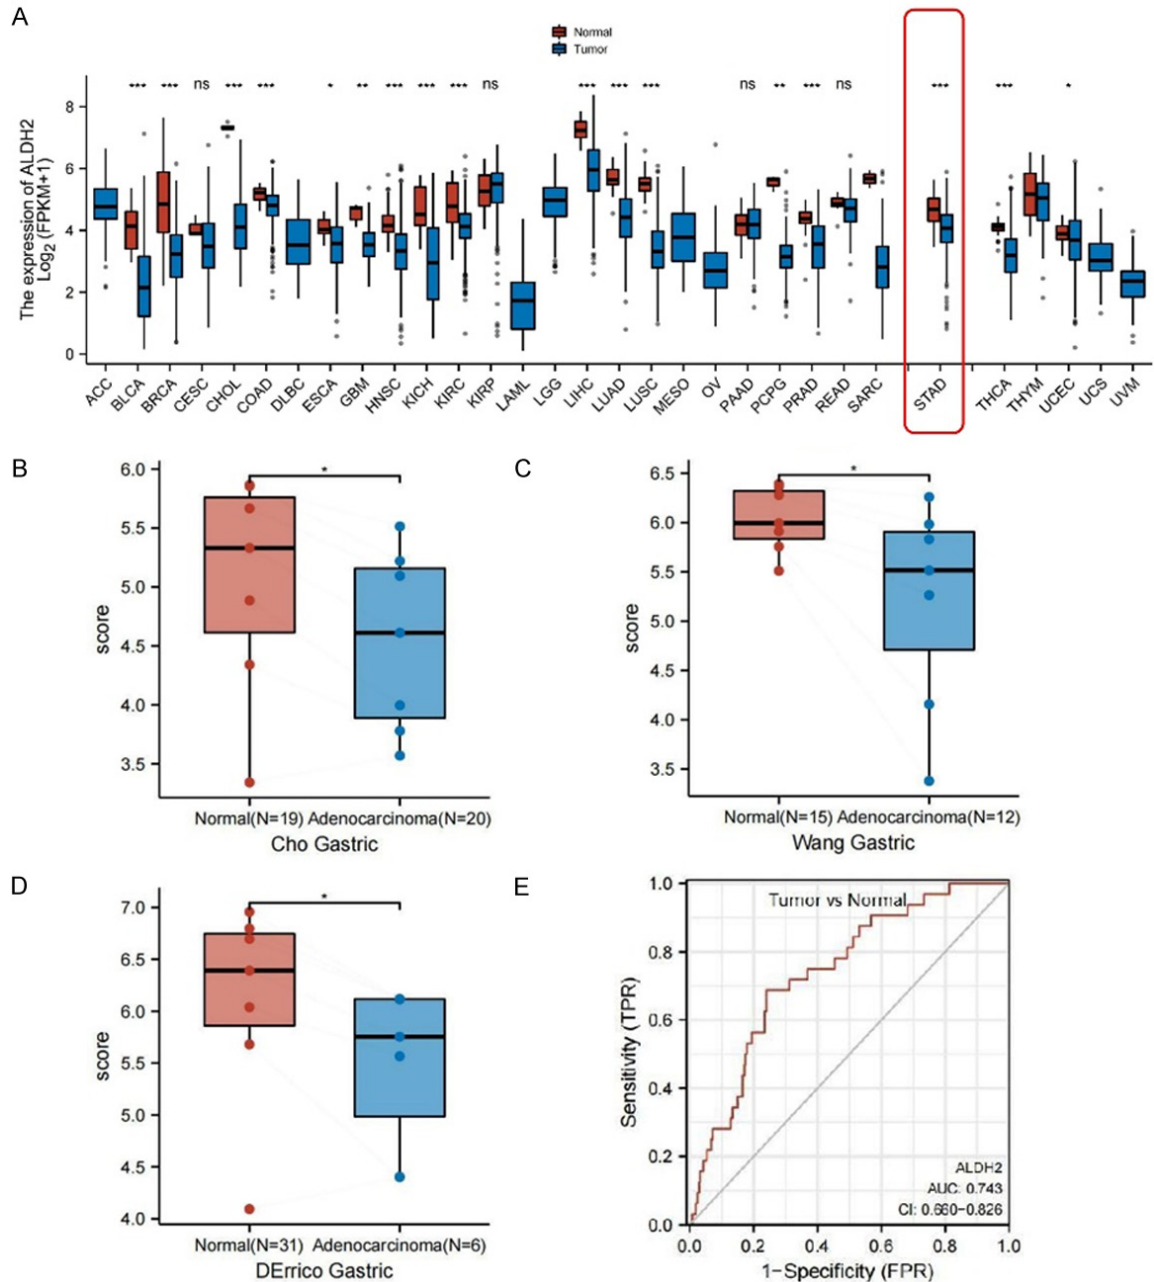 A
Normal
Tumor
*** *** ns *** *** * ** *** *** *** ns *** *** *** ns ** *** ns *** *** *
The expression of ALDH2
Log2 (FPKM+1)
8
6
4
2
0
ACC BLCA BRCA CESC CHOL COAD DLBC ESCA GBM HNSC KICH KIRC KIRP LAML LGG LIHC LUAD LUSC MESO OV PAAD PCPG PRAD READ SARC STAD THCA THYM UCEC UCS UVM
B
*
score
6.0
5.5
5.0
4.5
4.0
3.5
Normal(N=19) Adenocarcinoma(N=20)
Cho Gastric
C
*
score
6.5
6.0
5.5
5.0
4.5
4.0
3.5
Normal(N=15) Adenocarcinoma(N=12)
Wang Gastric
D
*
score
7.0
6.5
6.0
5.5
5.0
4.5
4.0
Normal(N=31) Adenocarcinoma(N=6)
DErrico Gastric
E
Tumor vs Normal
Sensitivity (TPR)
1.0
0.8
0.6
0.4
0.2
0.0
ALDH2
AUC: 0.743
CI: 0.660-0.826
0.0 0.2 0.4 0.6 0.8 1.0
1-Specificity (FPR)